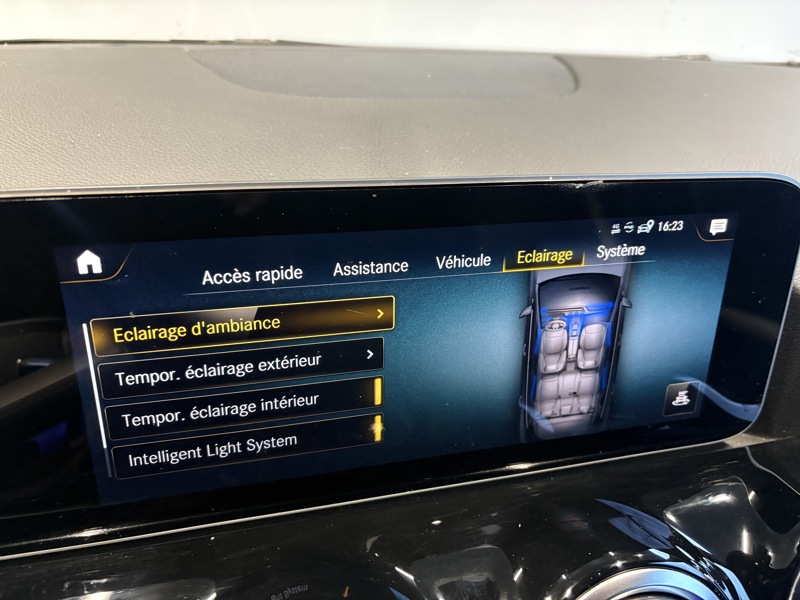 4G 16:23
Accès rapide Assistance Véhicule Eclairage Système
Eclairage d'ambiance
Tempor. éclairage extérieur
Tempor. éclairage intérieur
Intelligent Light System